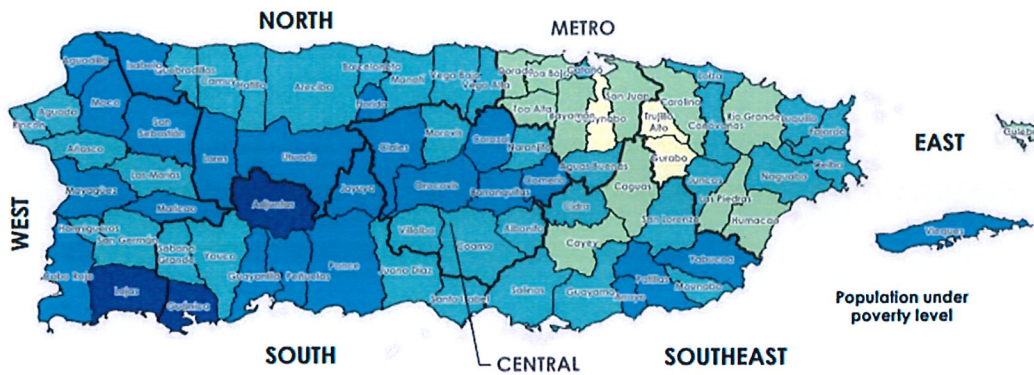 NORTH
METRO
Aguadilla
Isabela
Quebradillas
Camuy
Hatillo
Arecibo
Barceloneta
Manatí
Vega Baja
Vega Alta
Dorado
Toa Baja
Cataño
San Juan
Carolina
Loíza
Río Grande
Luquillo
Fajardo
Ceiba
Culebra
Moca
Aguada
Rincón
Añasco
San Sebastián
Lares
Utuado
Florida
Ciales
Morovis
Corozal
Naranjito
Toa Alta
Bayamón
Guaynabo
Trujillo Alto
Canóvanas
Gurabo
Juncos
Naguabo
Las Piedras
Humacao
EAST
WEST
Mayagüez
Las Marías
Maricao
Adjuntas
Jayuya
Orocovis
Barranquitas
Comerío
Aguas Buenas
Caguas
Cidra
San Lorenzo
Hormigueros
San Germán
Sabana Grande
Yauco
Villalba
Coamo
Aibonito
Cayey
Yabucoa
Vieques
Cabo Rojo
Lajas
Guánica
Guayanilla
Peñuelas
Ponce
Juana Díaz
Santa Isabel
Salinas
Guayama
Arroyo
Patillas
Maunabo
Population under
poverty level
SOUTH
CENTRAL
SOUTHEAST